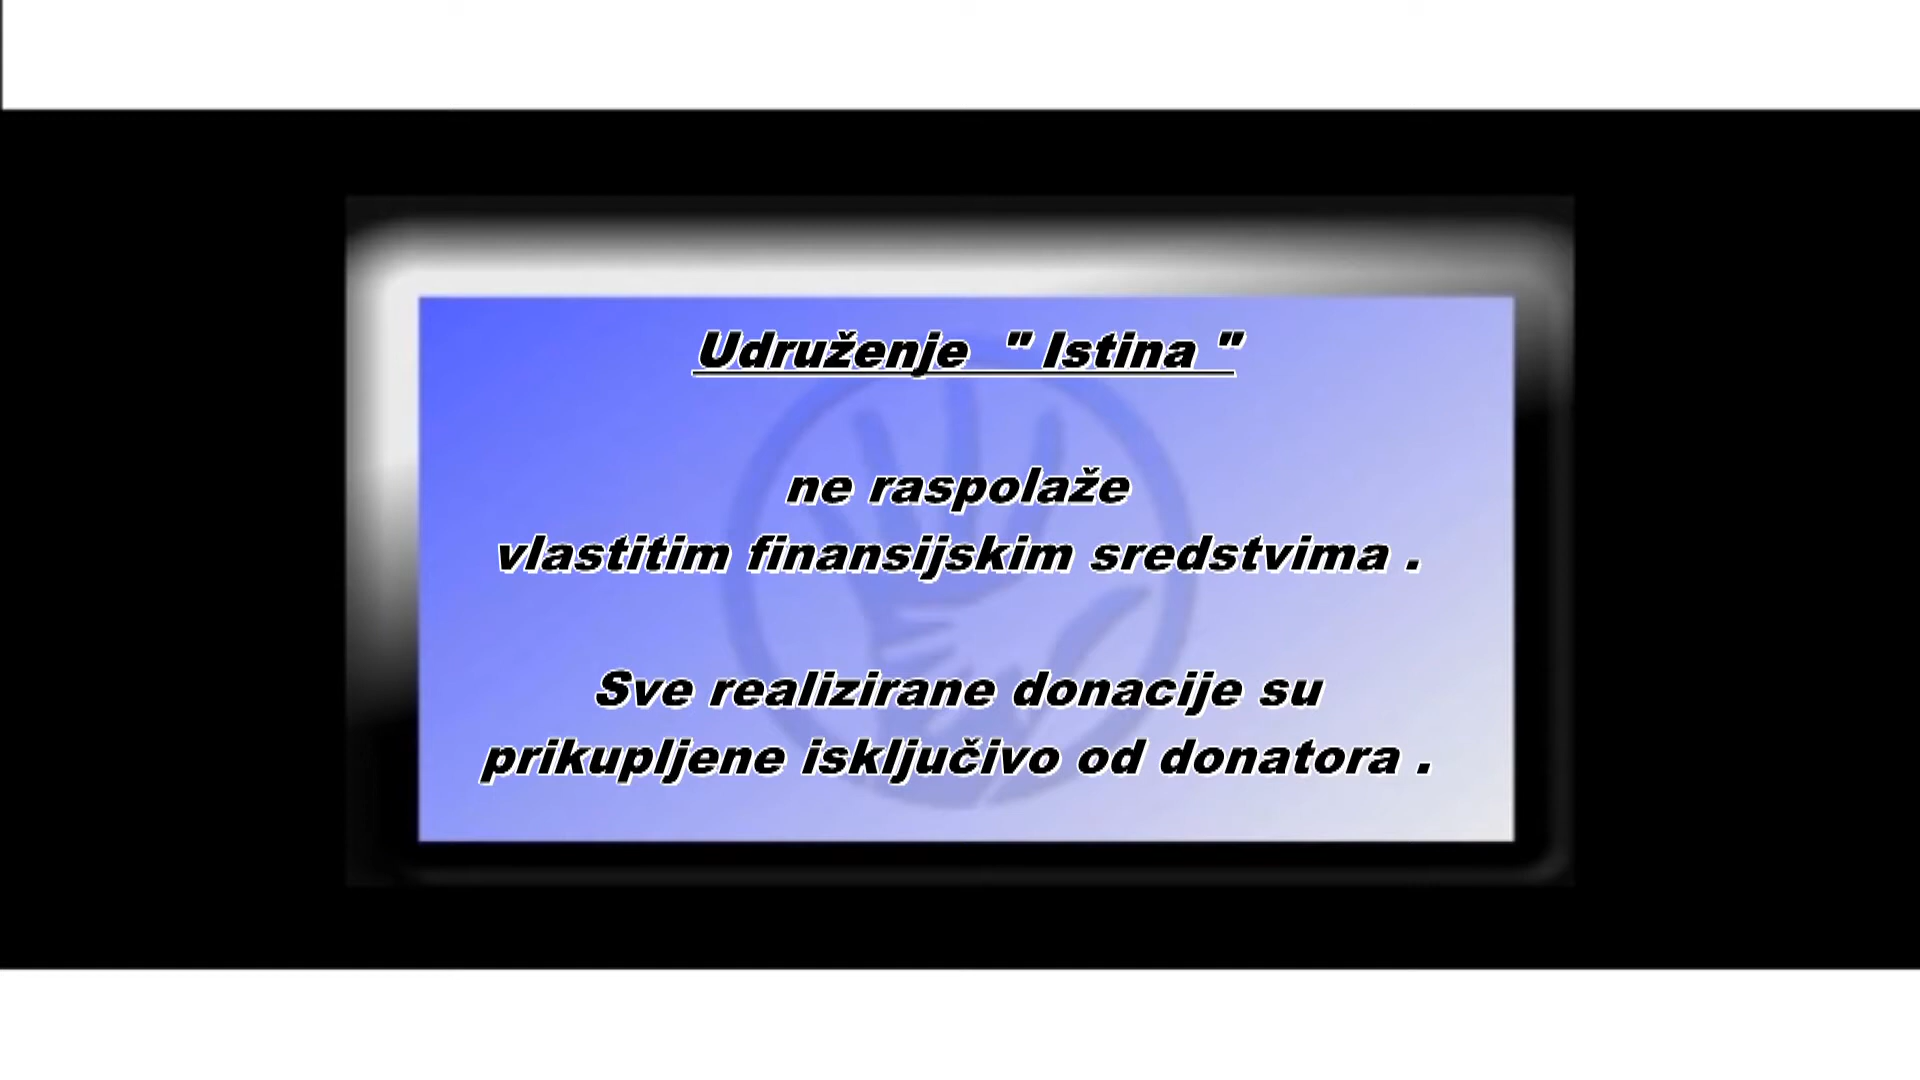 Udruženje " Istina "
ne raspolaže
vlastitim finansijskim sredstvima .
Sve realizirane donacije su
prikupljene isključivo od donatora .